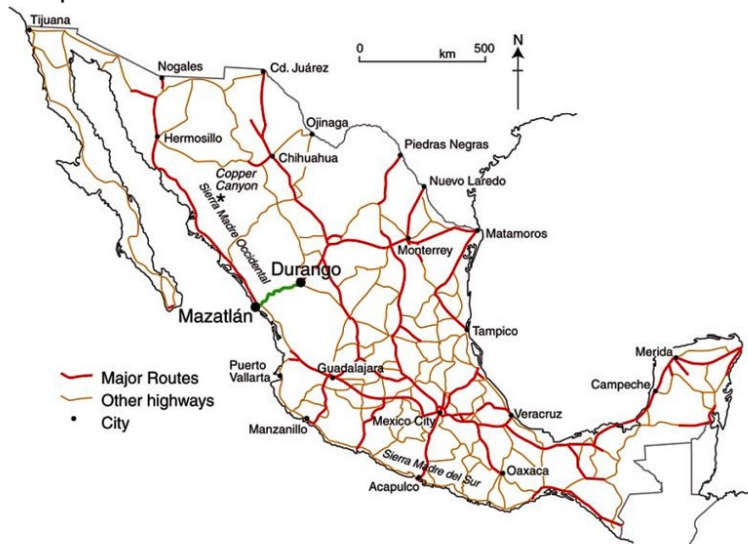 Tijuana
Nogales
Cd. Juárez
0 500
km
N
Ojinaga
Hermosillo
Chihuahua
Piedras Negras
Copper
Canyon
*
Sierra Madre Occidental
Nuevo Laredo
Matamoros
Monterrey
Durango
Mazatlán
Tampico
Merida
Puerto
Vallarta
Guadalajara
Campeche
Major Routes
Other highways
City
Manzanillo
Mexico City
Veracruz
Sierra Madre del Sur
Oaxaca
Acapulco